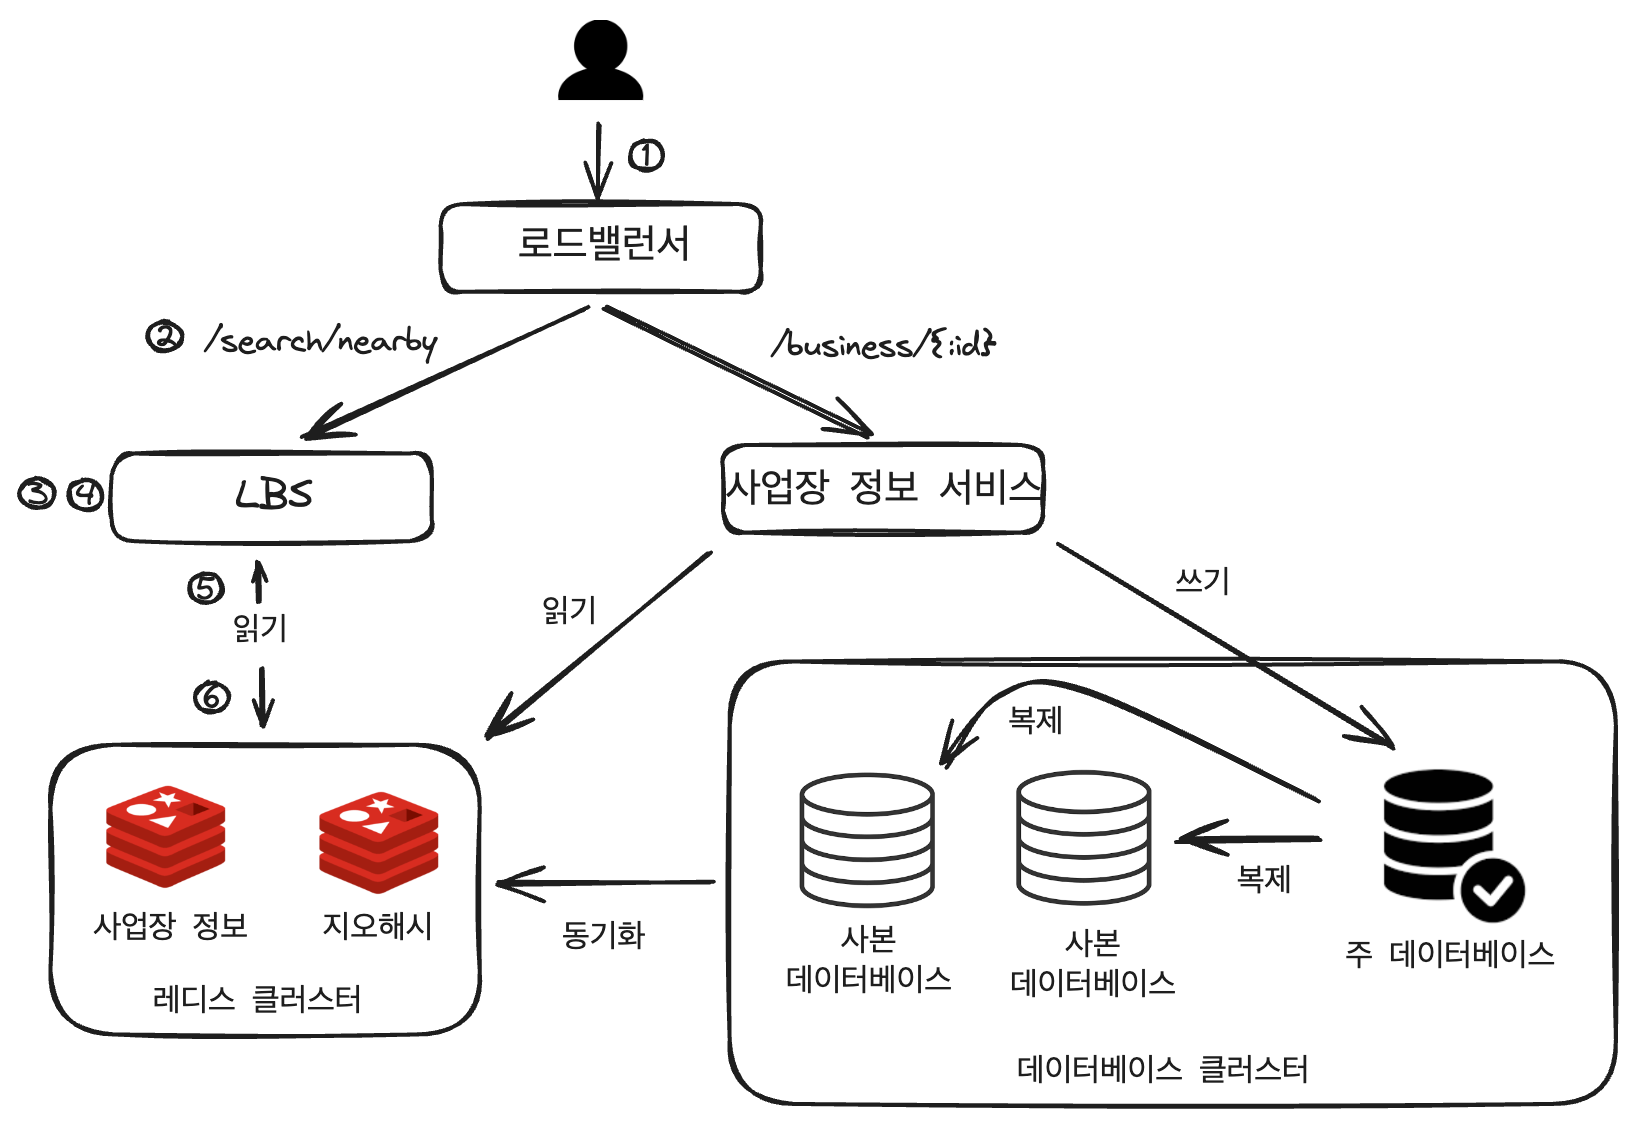 ①
로드밸런서
② /search/nearby
/business/{:id}
③ ④
LBS
사업장 정보 서비스
⑤
읽기
⑥
읽기
쓰기
복제
복제
동기화
사업장 정보
지오해시
레디스 클러스터
사본
데이터베이스
사본
데이터베이스
주 데이터베이스
데이터베이스 클러스터